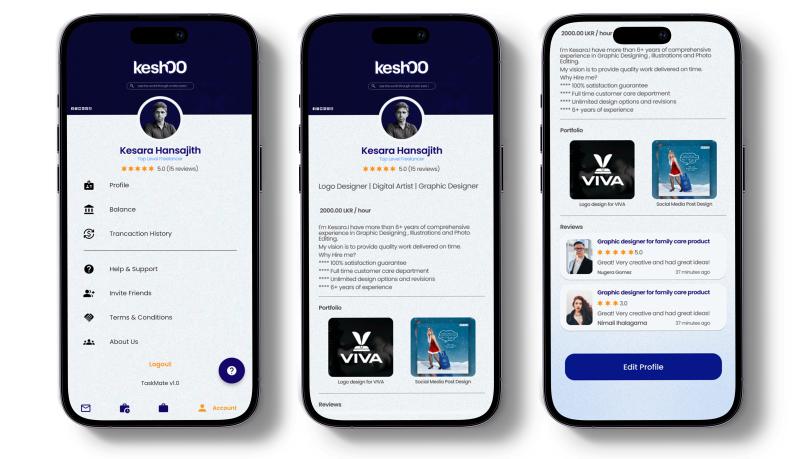 keshOO
Kesara Hansajith
Top Level Freelancer
5.0 (15 reviews)
Profile
Balance
Trancaction History
Help & Support
Invite Friends
Terms & Conditions
About Us
Logout
TaskMate v1.0
Account
keshOO
Kesara Hansajith
Top Level Freelancer
5.0 (15 reviews)
Logo Designer | Digital Artist | Graphic Designer
2000.00 LKR / hour
I'm Kesara.I have more than 6+ years of comprehensive
experience in Graphic Designing , Illustrations and Photo
Editing.
My vision is to provide quality work delivered on time.
Why Hire me?
**** 100% satisfaction guarantee
**** Full time customer care department
**** Unlimited design options and revisions
**** 6+ years of experience
Portfolio
VIVA
Logo design for VIVA
Social Media Post Design
Reviews
2000.00 LKR / hour
I'm Kesara.I have more than 6+ years of comprehensive
experience in Graphic Designing , Illustrations and Photo
Editing.
My vision is to provide quality work delivered on time.
Why Hire me?
**** 100% satisfaction guarantee
**** Full time customer care department
**** Unlimited design options and revisions
**** 6+ years of experience
Portfolio
VIVA
Logo design for VIVA
Social Media Post Design
Reviews
Graphic designer for family care product
5.0
Great! Very creative and had great ideas!
Nugera Gomez
37 minutes ago
Graphic designer for family care product
3.0
Great! Very creative and had great ideas!
Nimali Ihalagama
37 minutes ago
Edit Profile